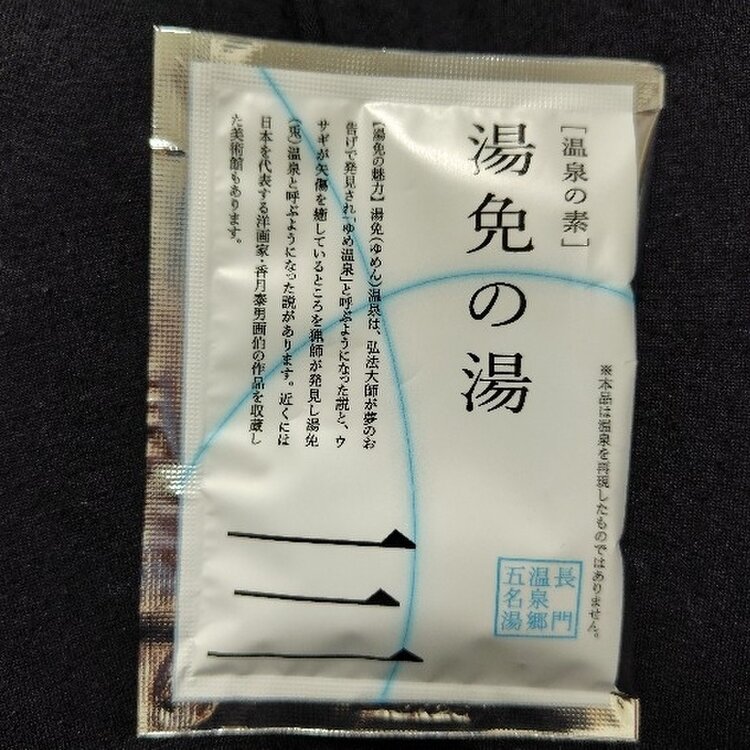 [温泉の素]
湯免の湯
※本品は温泉を再現したものではありません。
【湯免の魅力】湯免(ゆめん)温泉は、弘法大師が夢のお
告げで発見され「ゆめ温泉」と呼ぶようになった説と、ウ
サギが矢傷を癒しているところを猟師が発見し湯免
(兎)温泉と呼ぶようになった説があります。近くには
日本を代表する洋画家・香月泰男画伯の作品を収蔵し
た美術館もあります。
三
長門
温泉郷
五名湯